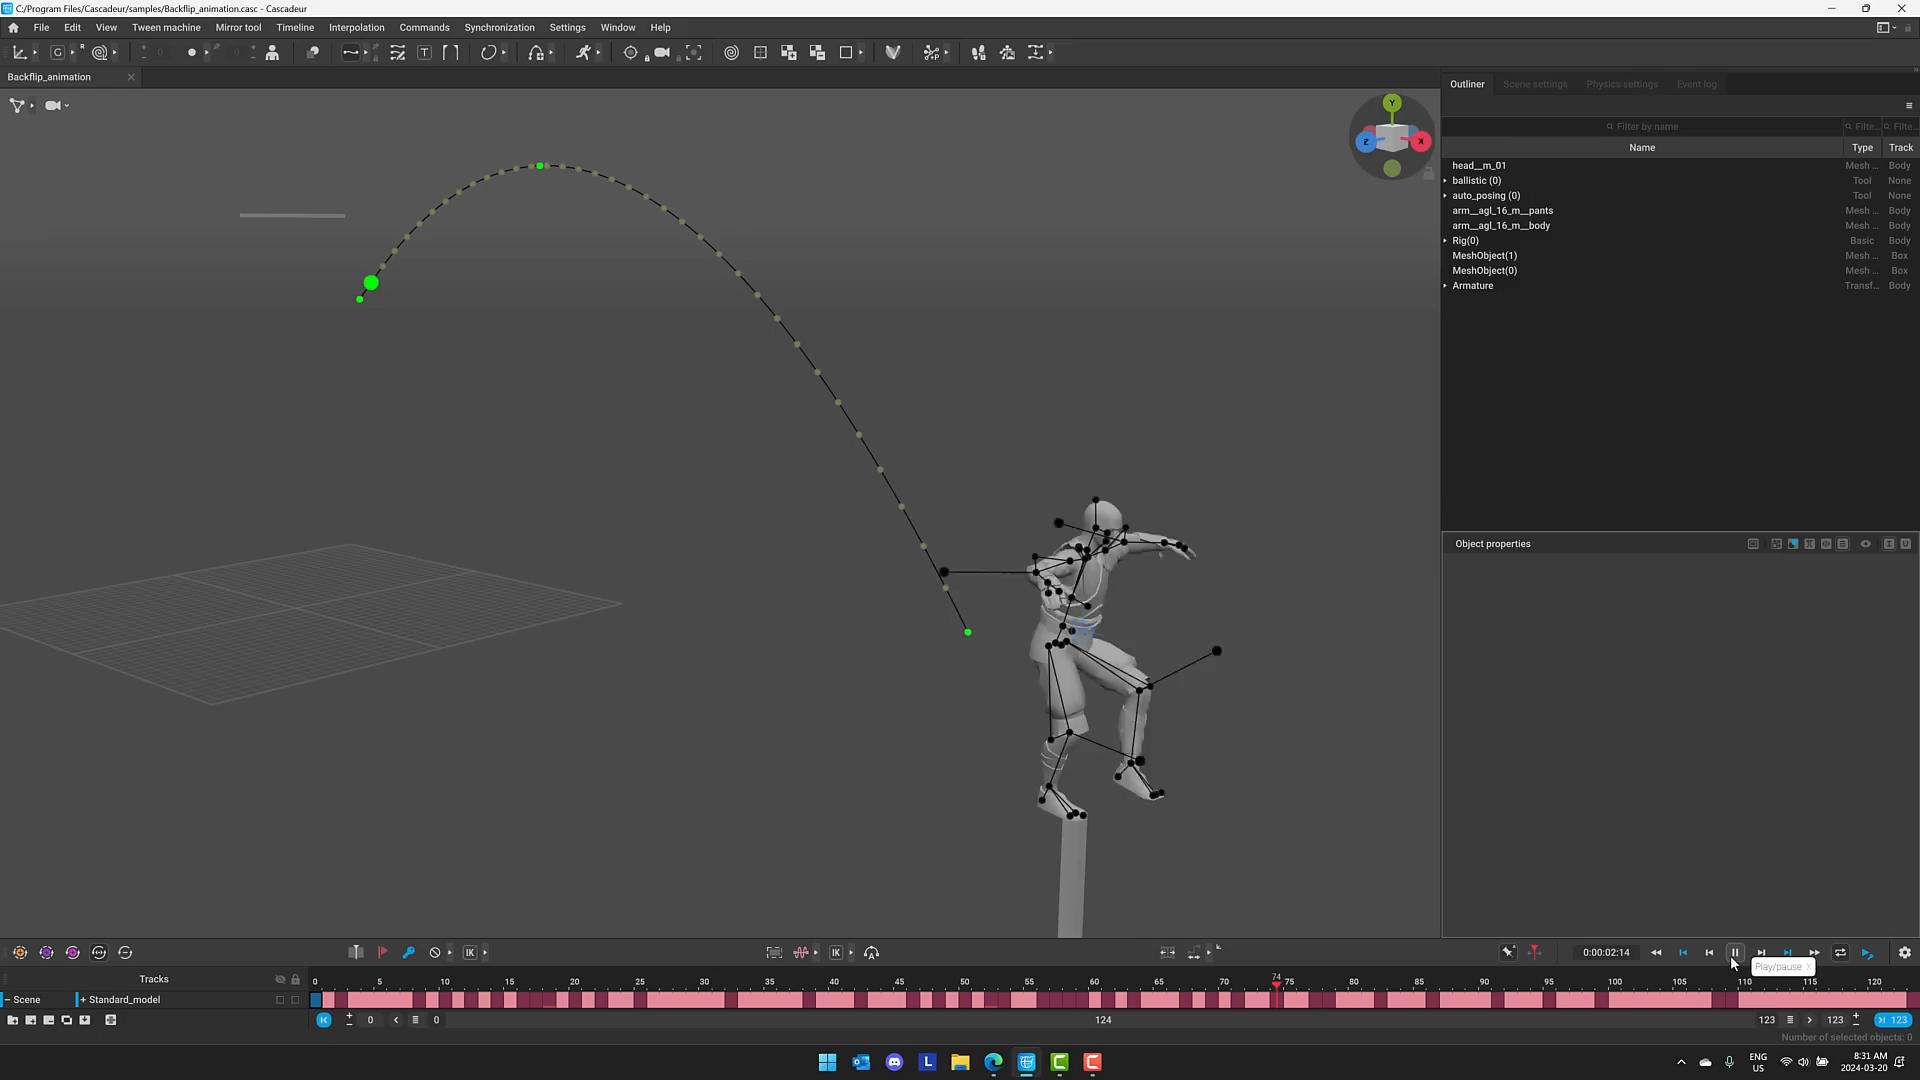 C:/Program Files/Cascadeur/samples/Backflip_animation.casc - Cascadeur
File Edit View Tween machine Mirror tool Timeline Interpolation Commands Synchronization Settings Window Help
Backflip_animation
Y
Z
X
Outliner Scene settings Physics settings Event log
Filter by name Filte... Filte...
Name Type Track
head__m_01 Mesh ... Body
ballistic (0) Tool None
auto_posing (0) Tool None
arm__agl_16_m__pants Mesh ... Body
arm__agl_16_m__body Mesh ... Body
Rig(0) Basic Body
MeshObject(1) Mesh ... Box
MeshObject(0) Mesh ... Box
Armature Transf... Body
Object properties
IK IK 0:00:02:14
Play/pause
Tracks 0 5 10 15 20 25 30 35 40 45 50 55 60 65 70 74 75 80 85 90 95 100 105 110 115 120
Scene + Standard_model
0 0 124 123 123 123
Number of selected objects: 0
ENG
US
8:31 AM
2024-03-20